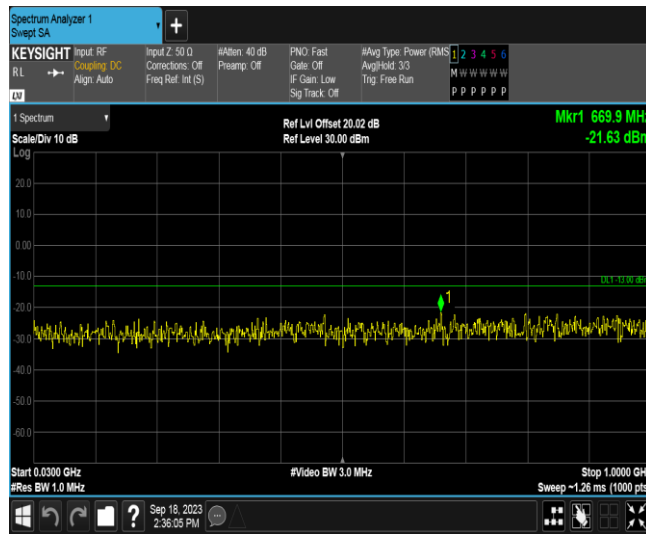 Spectrum Analyzer 1
Swept SA
KEYSIGHT Input: RF Input Z: 50 Ω #Atten: 40 dB PNO: Fast #Avg Type: Power (RMS 1 2 3 4 5 6
RL Coupling: DC Corrections: Off Preamp: Off Gate: Off Avg|Hold: 3/3 M W W W W W
Align: Auto Freq Ref: Int (S) IF Gain: Low Trig: Free Run
LXI Sig Track: Off P P P P P P
1 Spectrum Ref Lvl Offset 20.02 dB Mkr1 669.9 MHz
Scale/Div 10 dB Ref Level 30.00 dBm -21.63 dBm
Log
20.0
10.0
0.00
-10.0
DL1 -13.00 dBm
1
-20.0
-30.0
-40.0
-50.0
-60.0
Start 0.0300 GHz #Video BW 3.0 MHz Stop 1.0000 GH
#Res BW 1.0 MHz Sweep ~1.26 ms (1000 pts
? Sep 18, 2023
2:36:05 PM